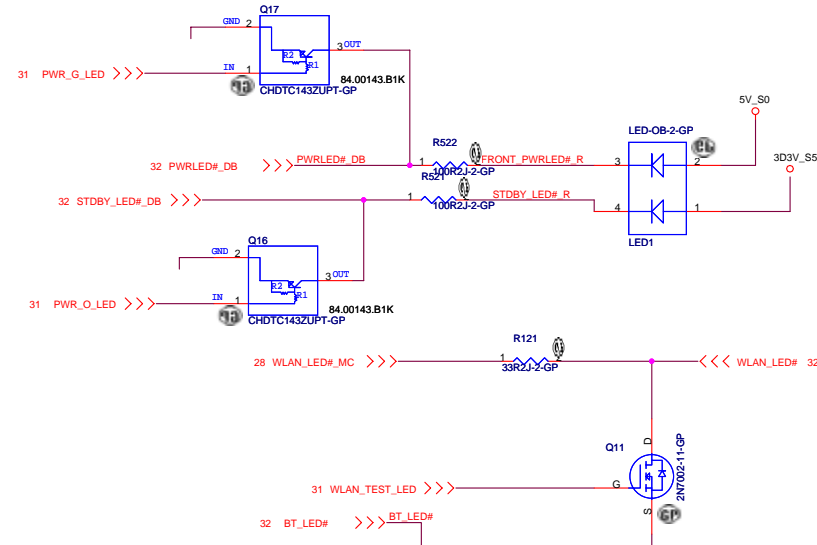 Q17
GND 2
3 OUT
R2
R1
IN 1
31 PWR_G_LED
84.00143.B1K
CHDTC143ZUPT-GP
5V_S0
LED-OB-2-GP
3D3V_S5
R522
32 PWRLED#_DB
PWRLED#_DB
1
2
FRONT_PWRLED#_R
3
2
100R2J-2-GP
R521
32 STDBY_LED#_DB
1
2
STDBY_LED#_R
4
1
100R2J-2-GP
LED1
Q16
GND 2
3 OUT
R2
R1
IN 1
31 PWR_O_LED
84.00143.B1K
CHDTC143ZUPT-GP
R121
28 WLAN_LED#_MC
1
2
WLAN_LED# 32
33R2J-2-GP
Q11
D
2N7002-11-GP
31 WLAN_TEST_LED
G
S
GP
32 BT_LED#
BT_LED#